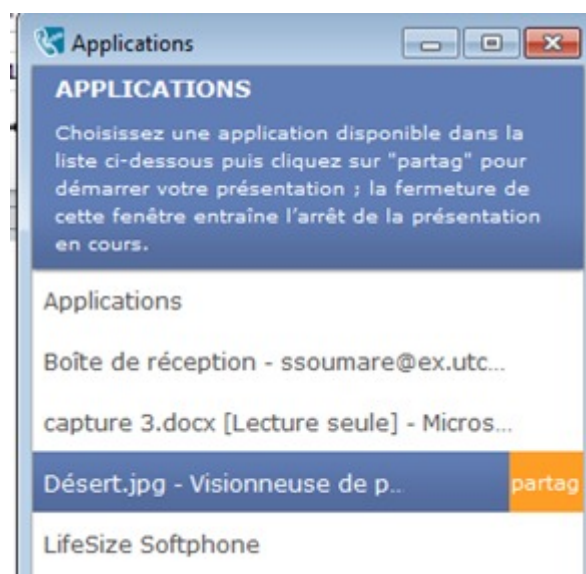 Applications
APPLICATIONS
Choisissez une application disponible dans la
liste ci-dessous puis cliquez sur "partag" pour
démarrer votre présentation ; la fermeture de
cette fenêtre entraîne l'arrêt de la présentation
en cours.
Applications
Boîte de réception - ssoumare@ex.utc...
capture 3.docx [Lecture seule] - Micros...
Désert.jpg - Visionneuse de p... partag
LifeSize Softphone